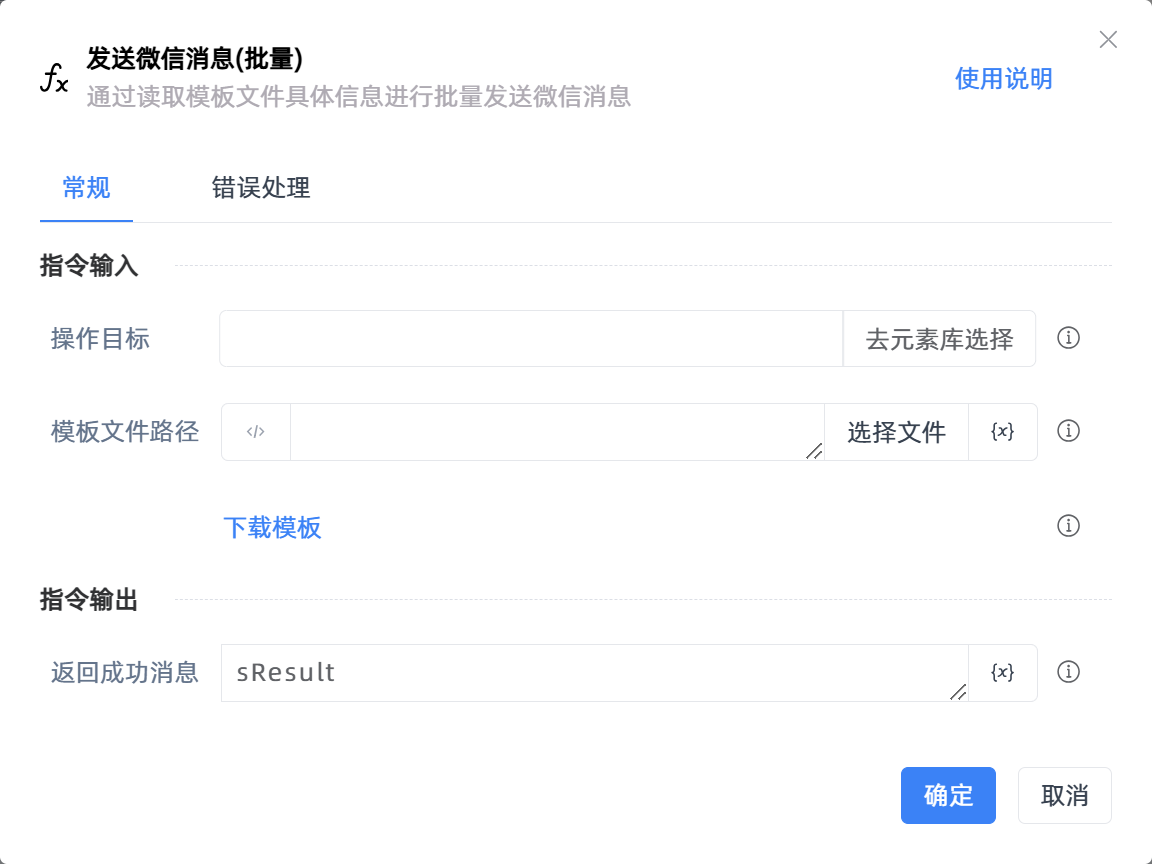 发送微信消息(批量)
通过读取模板文件具体信息进行批量发送微信消息
使用说明
常规
错误处理
指令输入
操作目标
去元素库选择
模板文件路径
</>
选择文件
{x}
下载模板
指令输出
返回成功消息
sResult
{x}
确定
取消